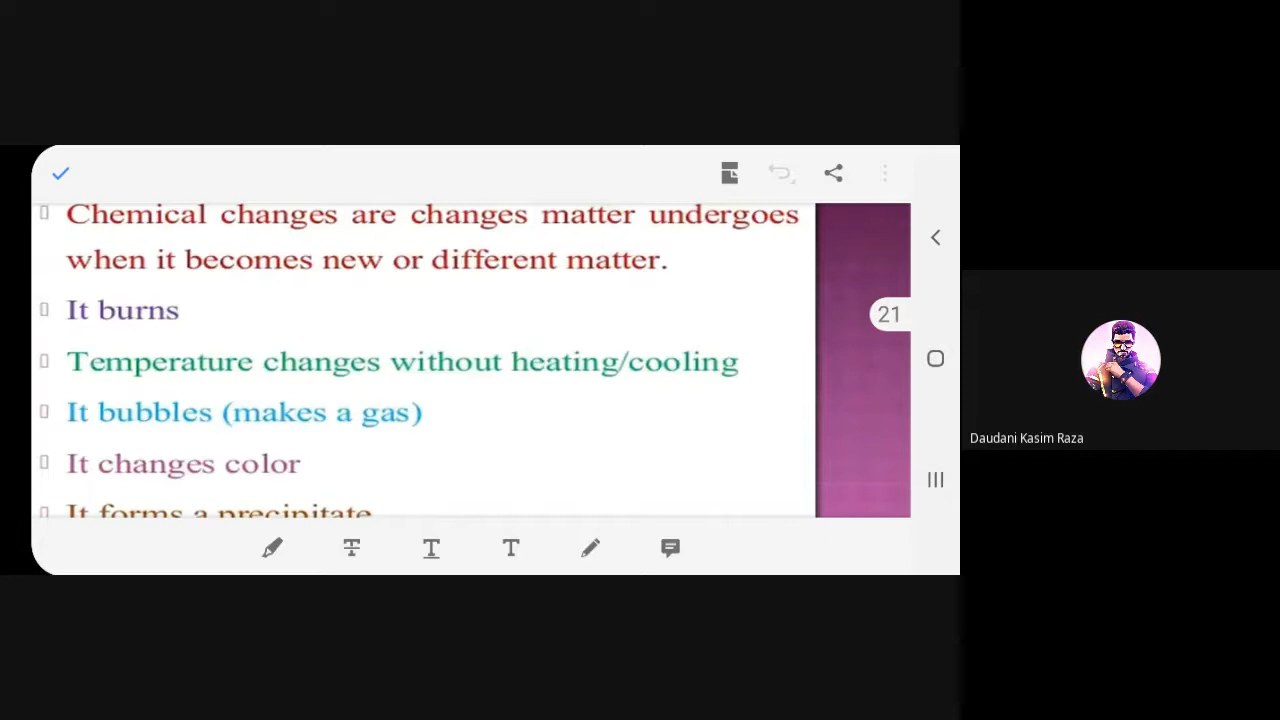 Chemical changes are changes matter undergoes
when it becomes new or different matter.
It burns
21
Temperature changes without heating/cooling
It bubbles (makes a gas)
Daudani Kasim Raza
It changes color
It forms a precipitate